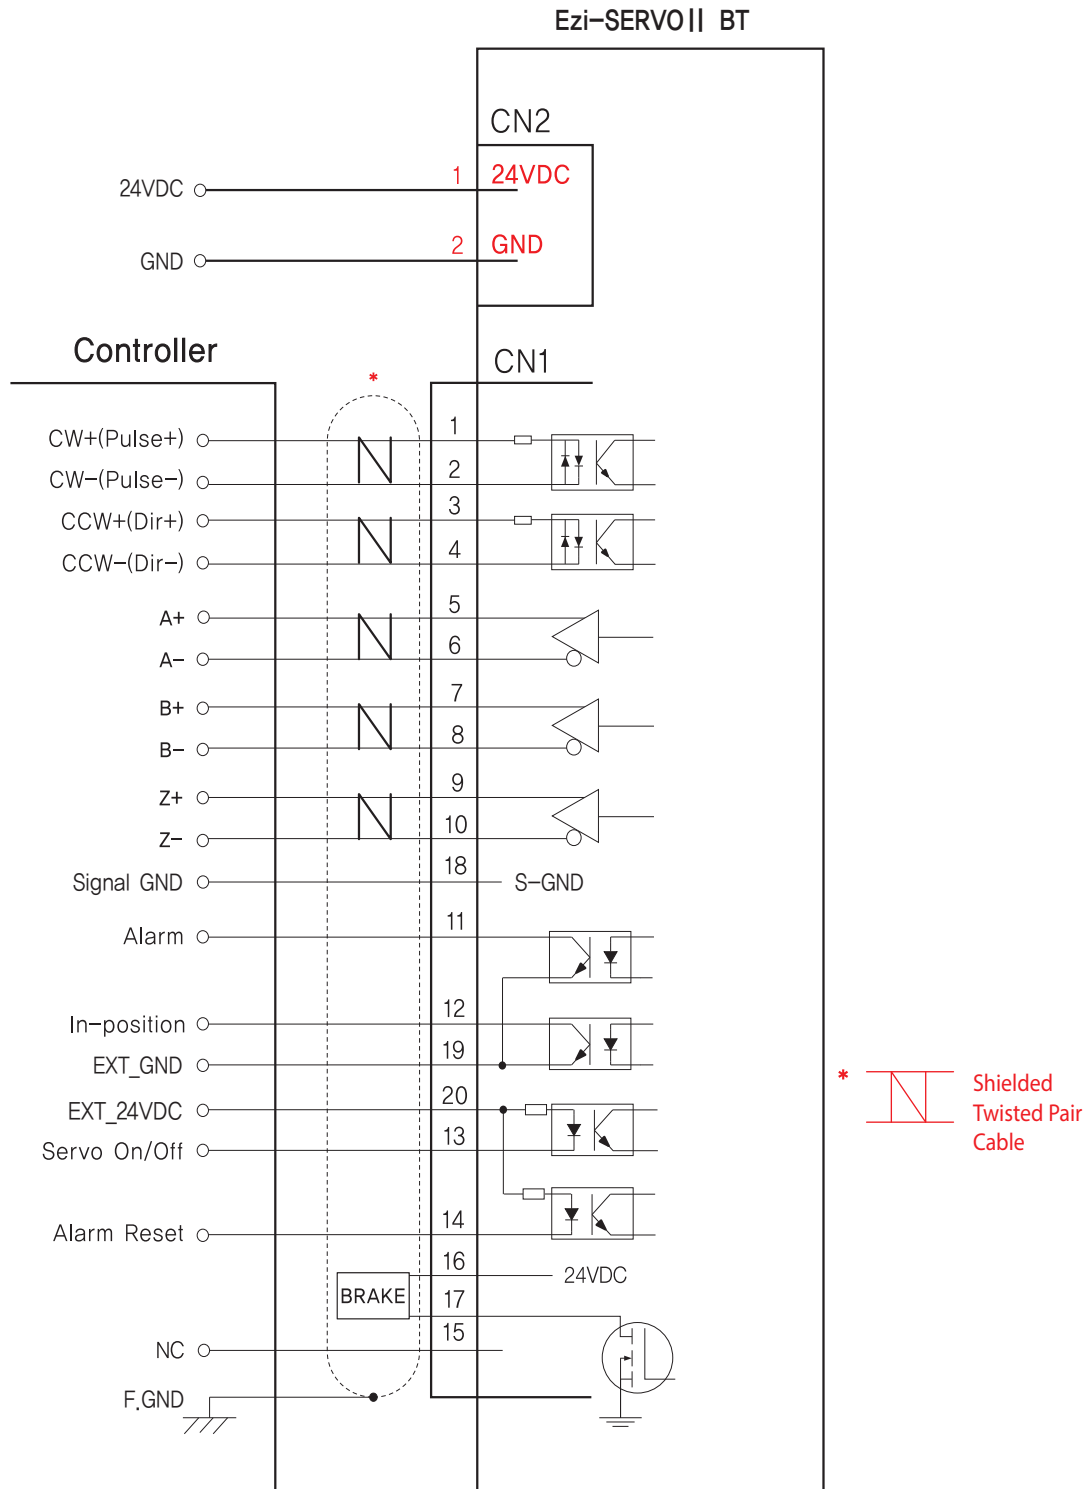 Ezi-SERVOII BT
CN2
24VDC 1 24VDC
GND 2 GND
Controller
CN1
*
CW+(Pulse+) 1
CW-(Pulse-) 2
CCW+(Dir+) 3
CCW-(Dir-) 4
A+ 5
A- 6
B+ 7
B- 8
Z+ 9
Z- 10
Signal GND 18 S-GND
Alarm 11
In-position 12
EXT_GND 19
EXT_24VDC 20
Servo On/Off 13
Alarm Reset 14
16 24VDC
BRAKE 17
NC 15
F.GND
* Shielded
Twisted Pair
Cable